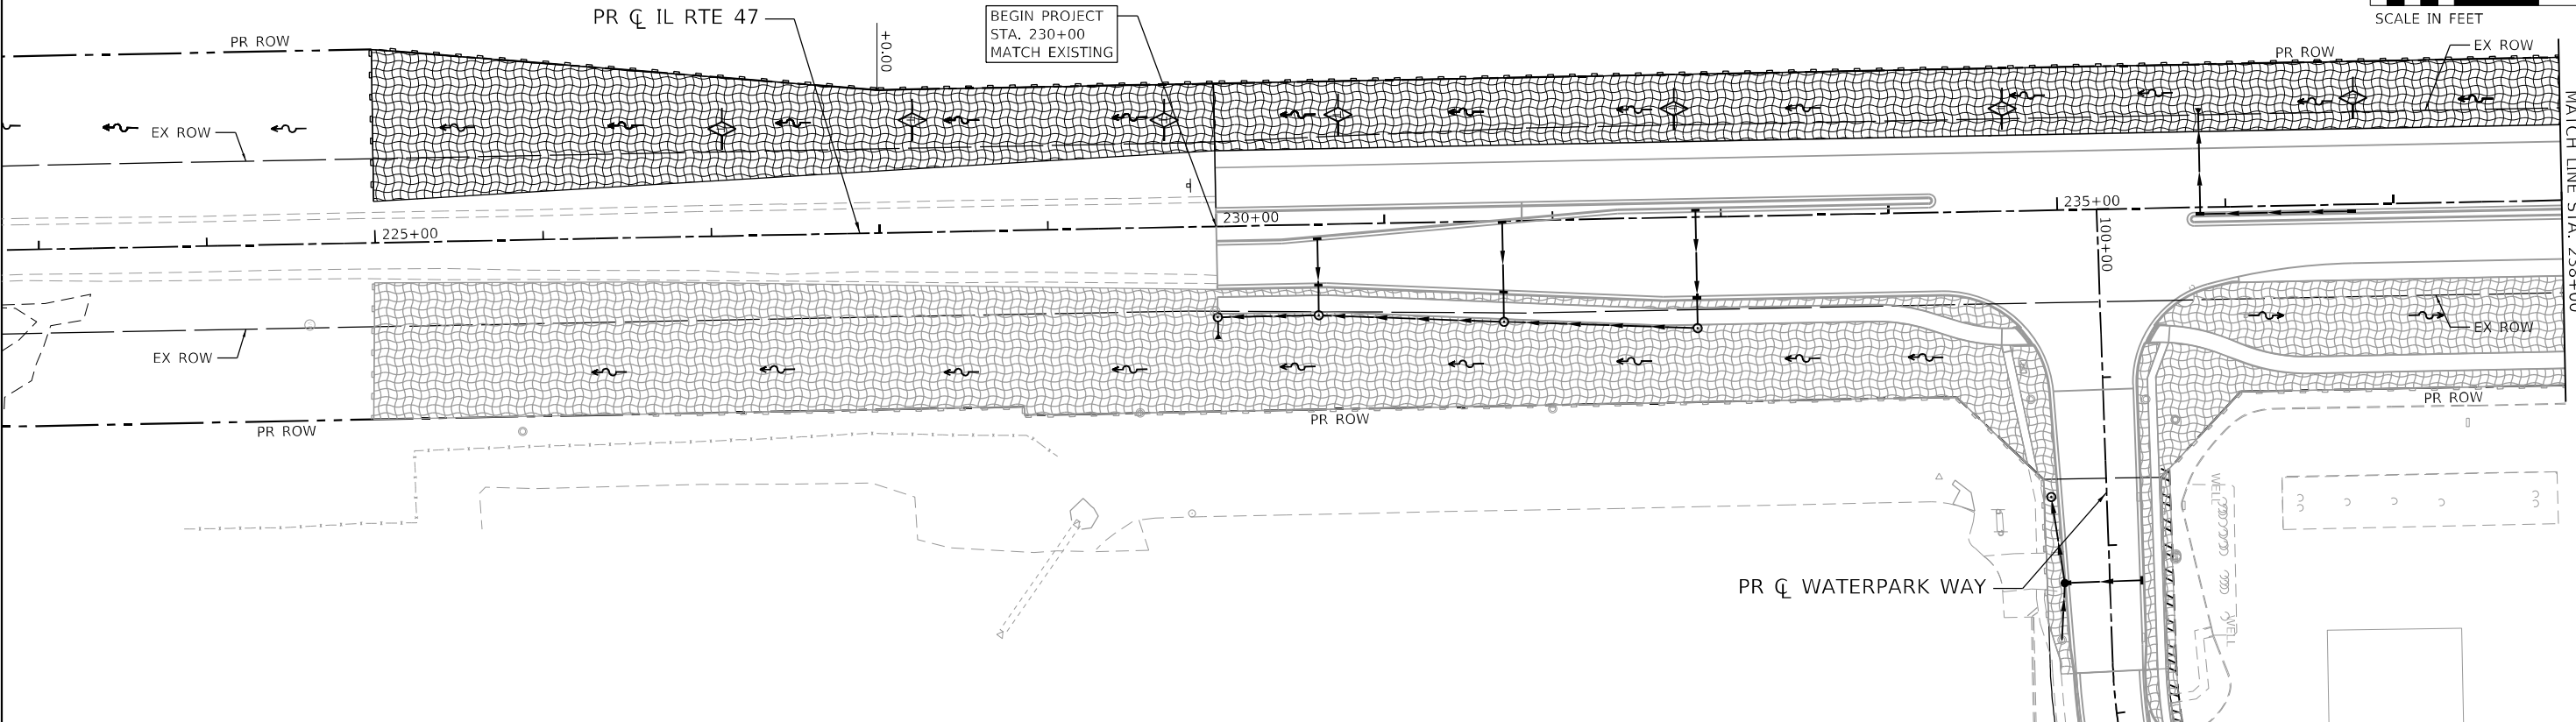 PR ℄ IL RTE 47
BEGIN PROJECT
STA. 230+00
MATCH EXISTING
SCALE IN FEET
PR ROW
+0.00
PR ROW
EX ROW
EX ROW
MATCH LINE STA. 238+00
225+00
230+00
235+00
100+00
EX ROW
EX ROW
PR ROW
PR ROW
PR ROW
WELL
WELL
PR ℄ WATERPARK WAY